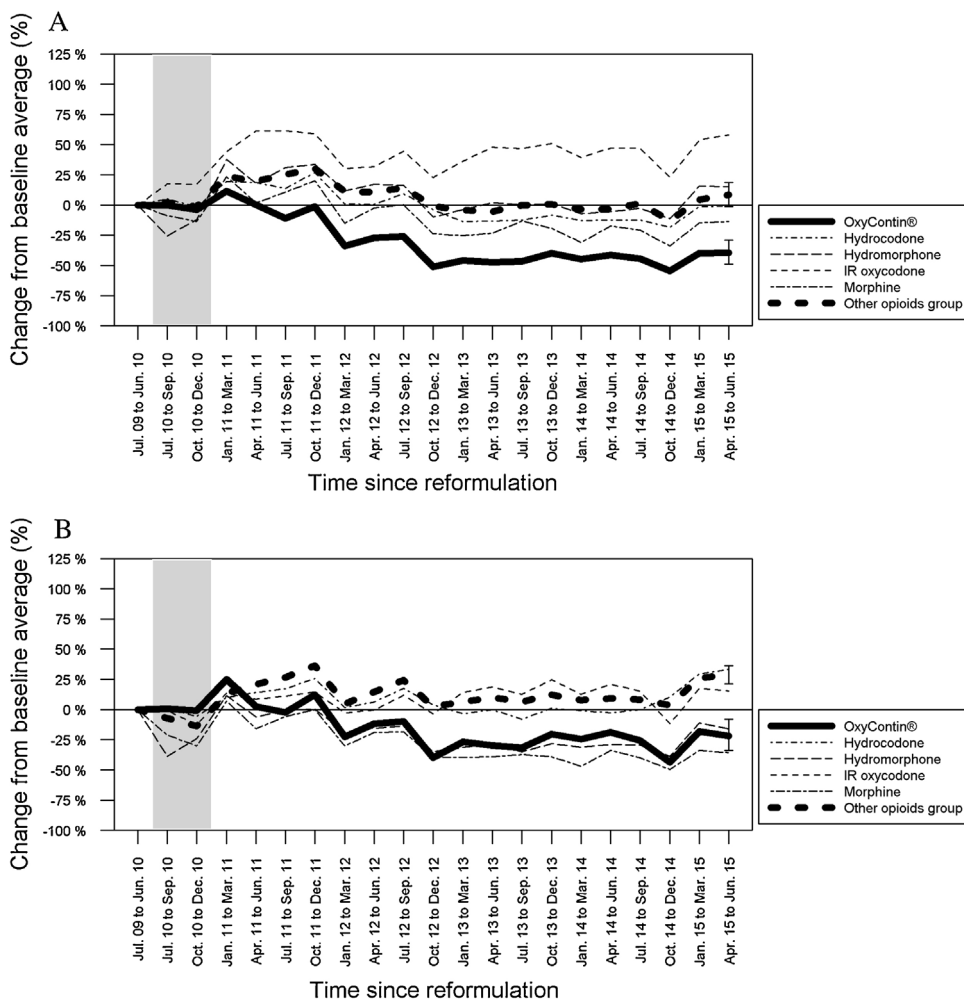 A
Change from baseline average (%)
125 %
100 %
75 %
50 %
25 %
0 %
-25 %
-50 %
-75 %
-100 %
Jul. 09 to Jun. 10
Jul. 10 to Sep. 10
Oct. 10 to Dec. 10
Jan. 11 to Mar. 11
Apr. 11 to Jun. 11
Jul. 11 to Sep. 11
Oct. 11 to Dec. 11
Jan. 12 to Mar. 12
Apr. 12 to Jun. 12
Jul. 12 to Sep. 12
Oct. 12 to Dec. 12
Jan. 13 to Mar. 13
Apr. 13 to Jun. 13
Jul. 13 to Sep. 13
Oct. 13 to Dec. 13
Jan. 14 to Mar. 14
Apr. 14 to Jun. 14
Jul. 14 to Sep. 14
Oct. 14 to Dec. 14
Jan. 15 to Mar. 15
Apr. 15 to Jun. 15
Time since reformulation
OxyContin®
Hydrocodone
Hydromorphone
IR oxycodone
Morphine
Other opioids group
B
Change from baseline average (%)
125 %
100 %
75 %
50 %
25 %
0 %
-25 %
-50 %
-75 %
-100 %
Jul. 09 to Jun. 10
Jul. 10 to Sep. 10
Oct. 10 to Dec. 10
Jan. 11 to Mar. 11
Apr. 11 to Jun. 11
Jul. 11 to Sep. 11
Oct. 11 to Dec. 11
Jan. 12 to Mar. 12
Apr. 12 to Jun. 12
Jul. 12 to Sep. 12
Oct. 12 to Dec. 12
Jan. 13 to Mar. 13
Apr. 13 to Jun. 13
Jul. 13 to Sep. 13
Oct. 13 to Dec. 13
Jan. 14 to Mar. 14
Apr. 14 to Jun. 14
Jul. 14 to Sep. 14
Oct. 14 to Dec. 14
Jan. 15 to Mar. 15
Apr. 15 to Jun. 15
Time since reformulation
OxyContin®
Hydrocodone
Hydromorphone
IR oxycodone
Morphine
Other opioids group